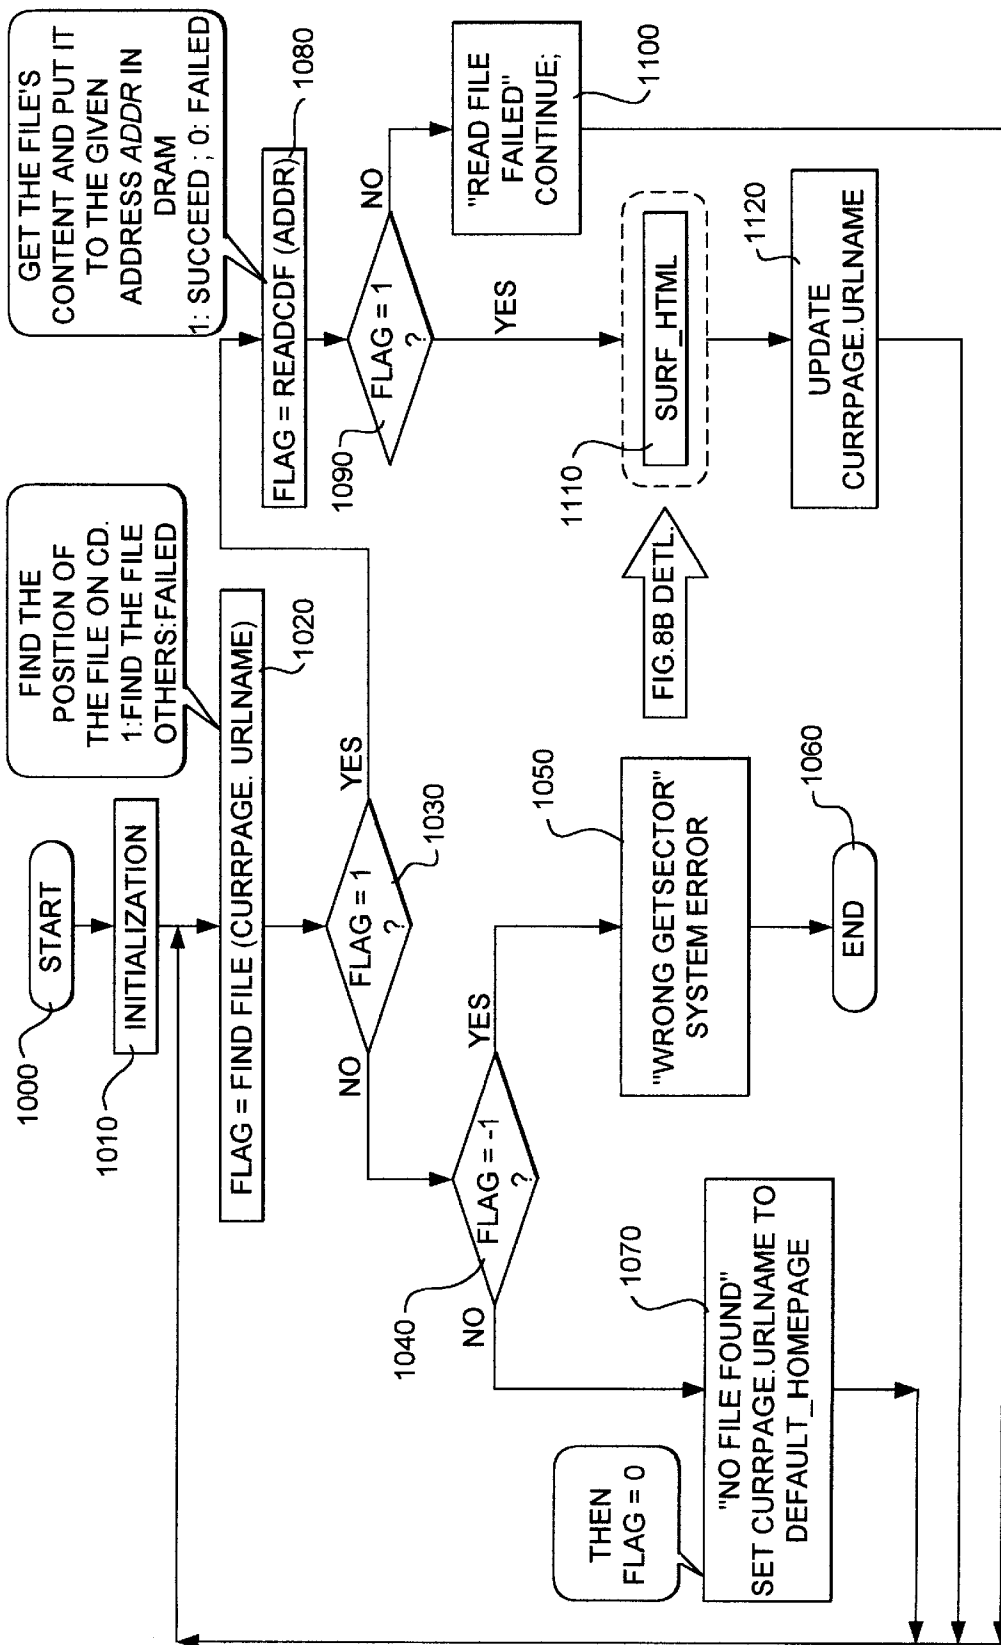 START
1000
INITIALIZATION
1010
FIND THE
POSITION OF
THE FILE ON CD.
1:FIND THE FILE
OTHERS:FAILED
FLAG = FIND FILE (CURRPAGE. URLNAME)
1020
FLAG = 1
?
1030
YES
NO
FLAG = -1
?
1040
YES
NO
"WRONG GETSECTOR"
SYSTEM ERROR
1050
END
1060
THEN
FLAG = 0
"NO FILE FOUND"
SET CURRPAGE.URLNAME TO
DEFAULT_HOMEPAGE
1070
GET THE FILE'S
CONTENT AND PUT IT
TO THE GIVEN
ADDRESS ADDR IN
DRAM
1: SUCCEED ; 0: FAILED
FLAG = READCDF (ADDR)
1080
FLAG = 1
?
1090
NO
YES
"READ FILE
FAILED"
CONTINUE;
1100
FIG.8B DETL.
SURF_HTML
1110
UPDATE
CURRPAGE.URLNAME
1120